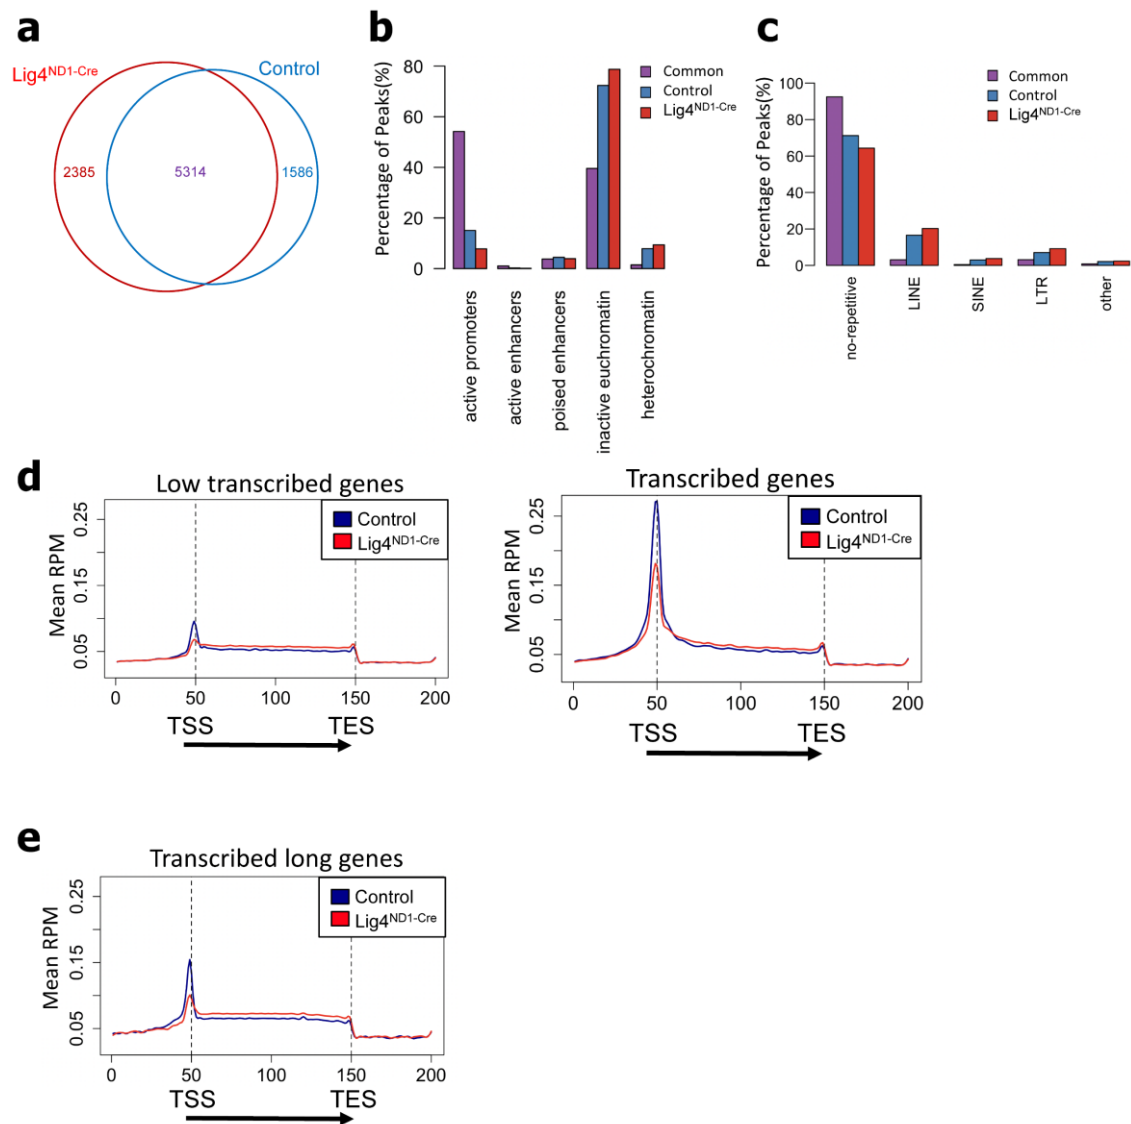 a
Lig4ND1-Cre
Control
2385
5314
1586
b
Percentage of Peaks(%)
80
60
40
20
0
Common
Control
Lig4ND1-Cre
active promoters
active enhancers
poised enhancers
inactive euchromatin
heterochromatin
c
Percentage of Peaks(%)
100
80
60
40
20
0
Common
Control
Lig4ND1-Cre
no-repetitive
LINE
SINE
LTR
other
d
Low transcribed genes
Mean RPM
0.25
0.15
0.05
Control
Lig4ND1-Cre
0 50 100 150 200
TSS TES
Transcribed genes
Mean RPM
0.25
0.15
0.05
Control
Lig4ND1-Cre
0 50 100 150 200
TSS TES
e
Transcribed long genes
Mean RPM
0.25
0.15
0.05
Control
Lig4ND1-Cre
0 50 100 150 200
TSS TES